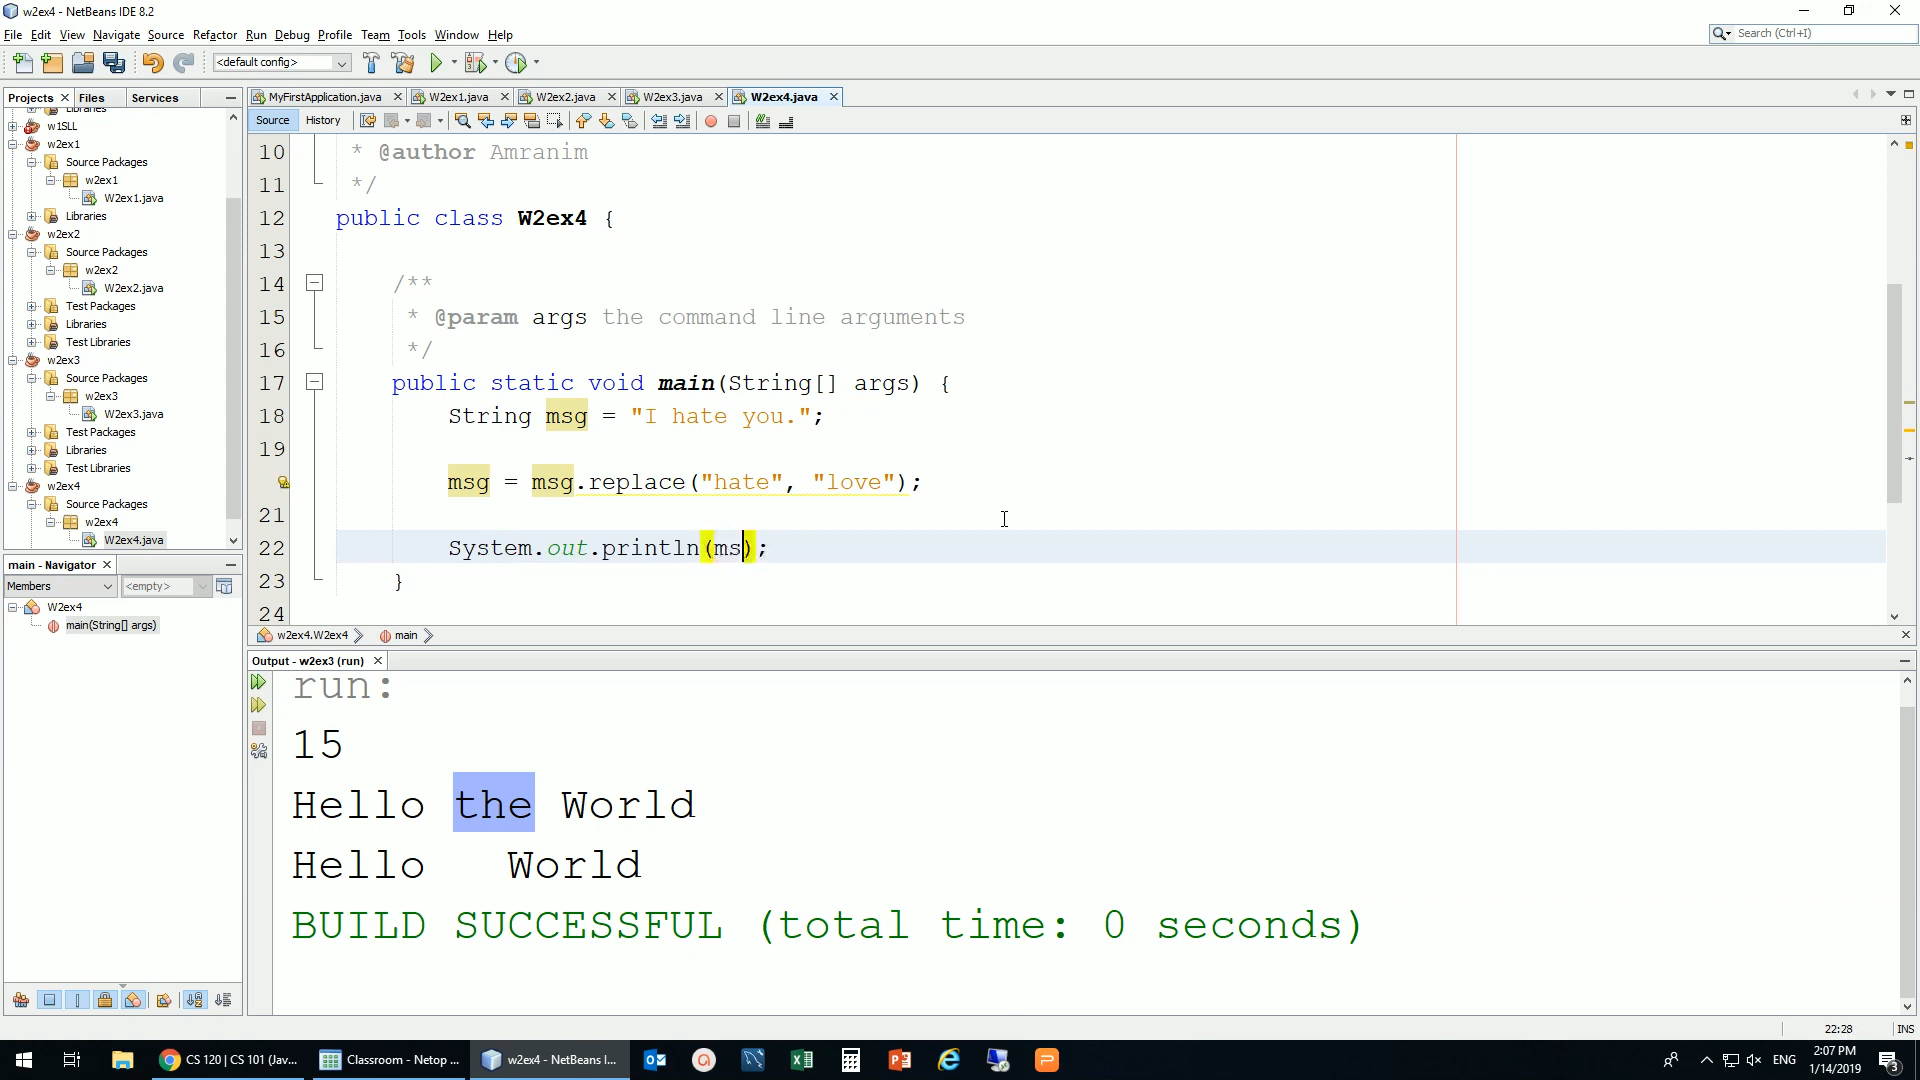 w2ex4 - NetBeans IDE 8.2
File Edit View Navigate Source Refactor Run Debug Profile Team Tools Window Help
Search (Ctrl+I)
<default config>
Projects Files Services
MyFirstApplication.java W2ex1.java W2ex2.java W2ex3.java W2ex4.java
Source History
Libraries
w1SLL
w2ex1
Source Packages
w2ex1
W2ex1.java
Libraries
w2ex2
Source Packages
w2ex2
W2ex2.java
Test Packages
Libraries
Test Libraries
w2ex3
Source Packages
w2ex3
W2ex3.java
Test Packages
Libraries
Test Libraries
w2ex4
Source Packages
w2ex4
W2ex4.java
10 * @author Amranim
11 */
12 public class W2ex4 {
13
14 /**
15 * @param args the command line arguments
16 */
17 public static void main(String[] args) {
18 String msg = "I hate you.";
19
msg = msg.replace("hate", "love");
21
22 System.out.println(ms);
23 }
24
w2ex4.W2ex4 main
main - Navigator
Members <empty>
W2ex4
main(String[] args)
Output - w2ex3 (run)
run:
15
Hello the World
Hello   World
BUILD SUCCESSFUL (total time: 0 seconds)
22:28 INS
CS 120 | CS 101 (Jav... Classroom - Netop ... w2ex4 - NetBeans I... ENG
2:07 PM
1/14/2019
3